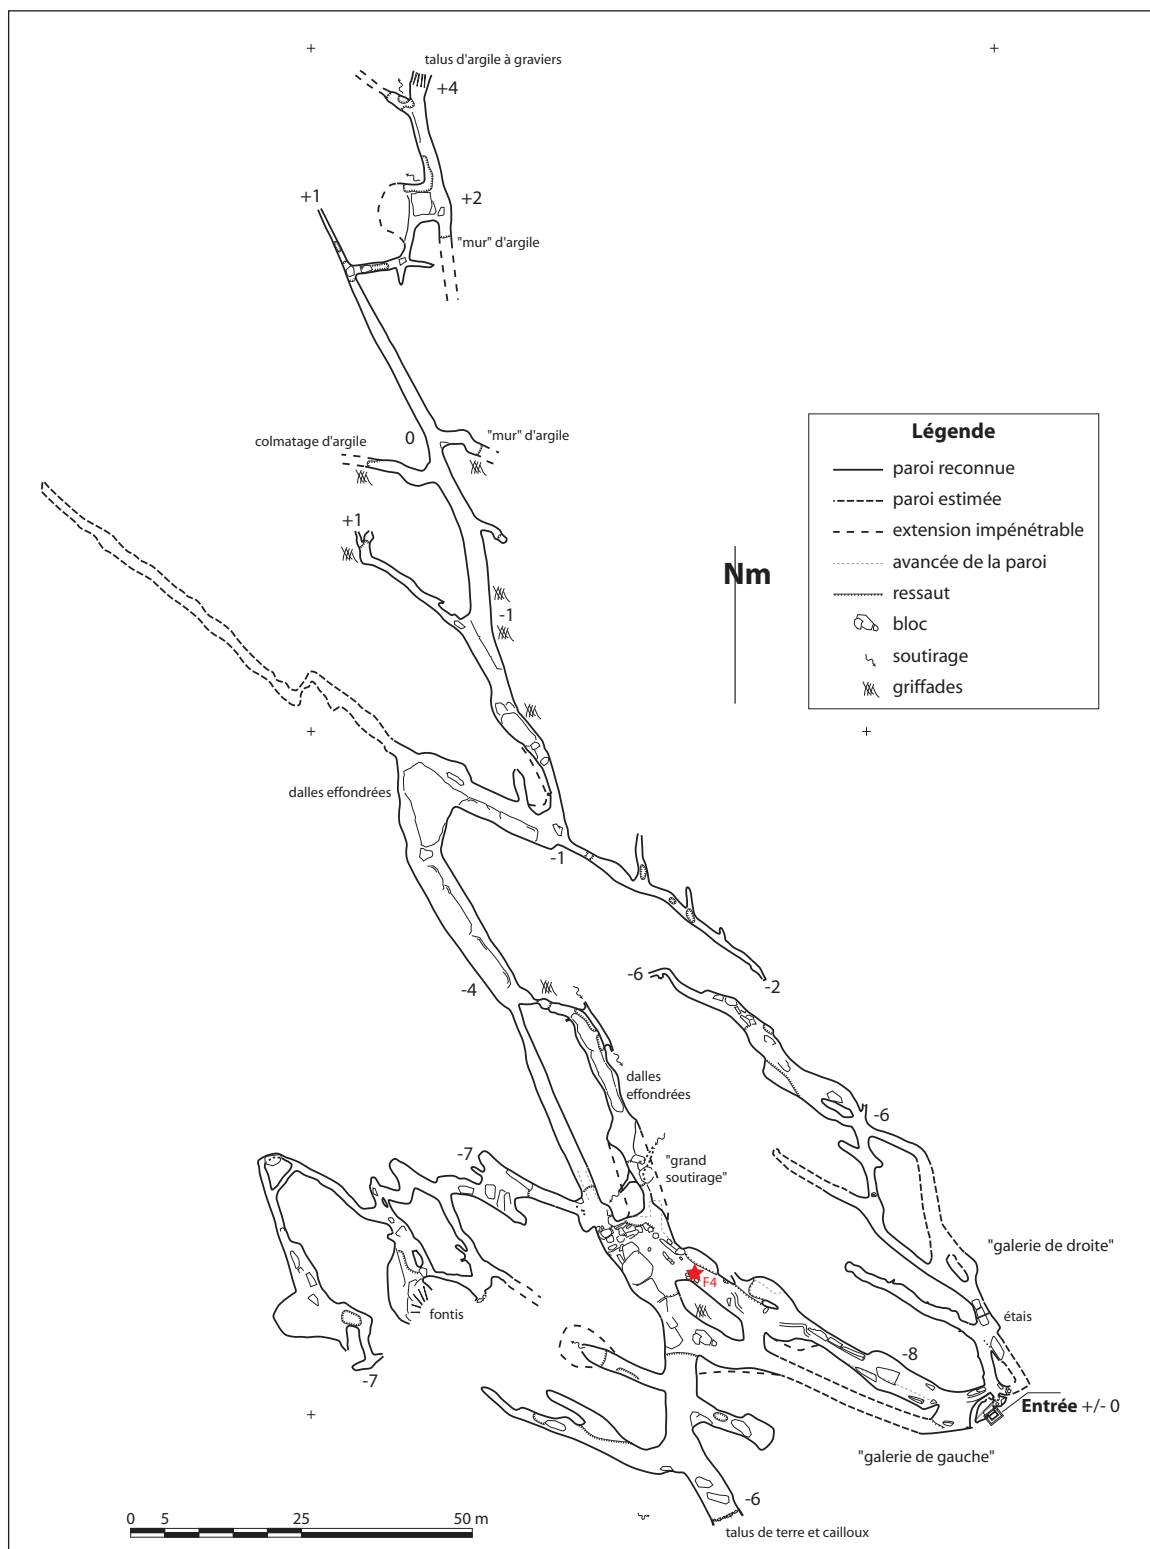 talus d'argile à graviers
+4
+1
+2
"mur" d'argile
0
"mur" d'argile
colmatage d'argile
Légende
paroi reconnue
paroi estimée
extension impénétrable
avancée de la paroi
ressaut
bloc
soutirage
griffades
+1
Nm
-1
dalles effondrées
-1
-6
-2
-4
dalles
effondrées
-6
-7
"grand
soutirage"
"galerie de droite"
F4
étais
fontis
-8
-7
Entrée +/- 0
"galerie de gauche"
-6
0 5 25 50 m
talus de terre et cailloux